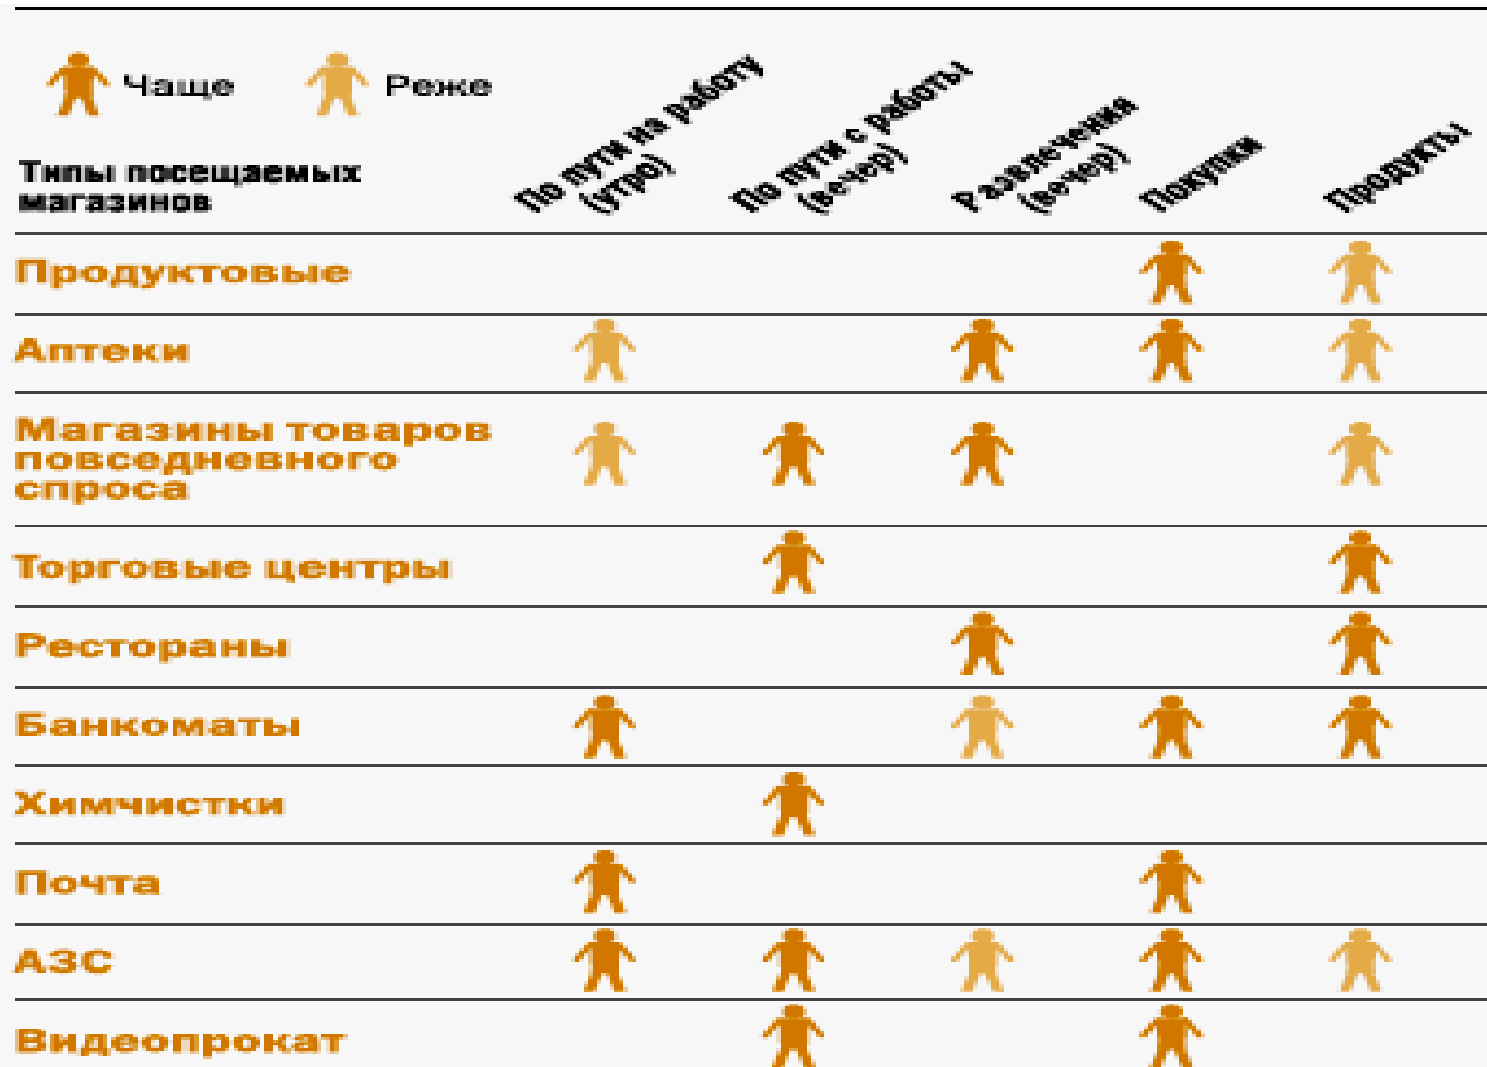 Чаще
Реже
По пути на работу
(утро)
По пути с работы
(вечер)
Развлечения
(вечер)
Покупки
Продукты
Типы посещаемых
магазинов
Продуктовые
Аптеки
Магазины товаров
повседневного
спроса
Торговые центры
Рестораны
Банкоматы
Химчистки
Почта
АЗС
Видеопрокат